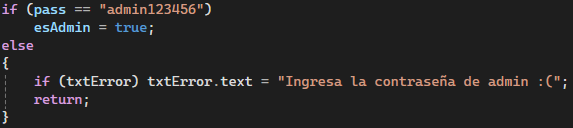 if (pass == "admin123456")
    esAdmin = true;
else
{
    if (txtError) txtError.text = "Ingresa la contraseña de admin :(";
    return;
}